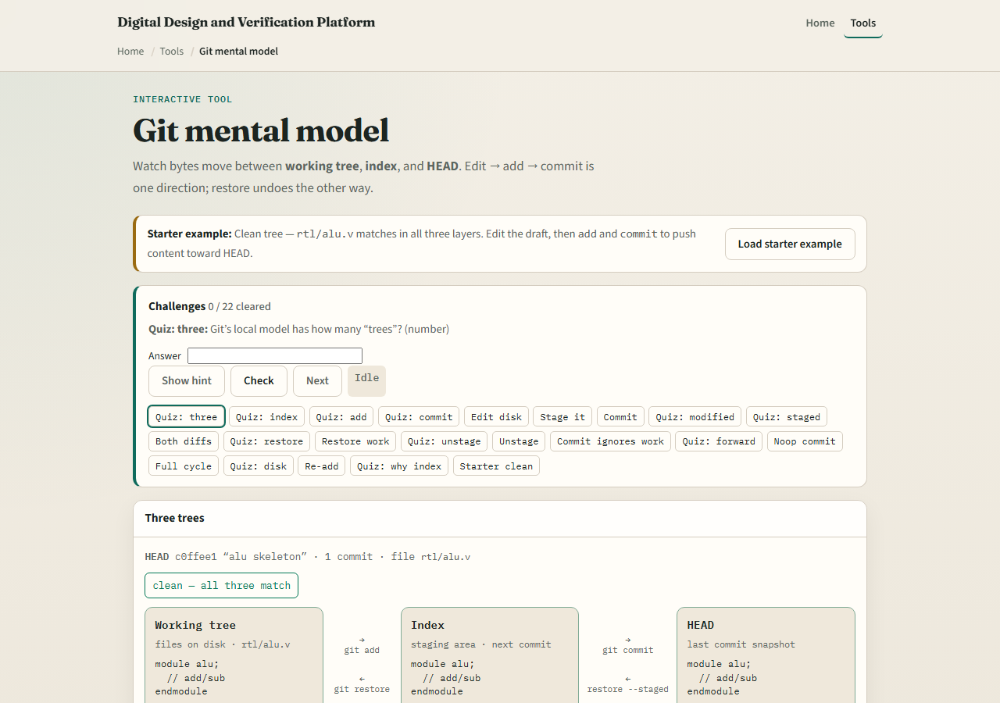 Digital Design and Verification Platform
Home Tools
Home / Tools / Git mental model
INTERACTIVE TOOL
Git mental model
Watch bytes move between working tree, index, and HEAD. Edit → add → commit is
one direction; restore undoes the other way.
Starter example: Clean tree — rtl/alu.v matches in all three layers. Edit the draft, then add and commit to push
content toward HEAD.
Load starter example
Challenges 0 / 22 cleared
Quiz: three: Git’s local model has how many “trees”? (number)
Answer
Show hint Check Next Idle
Quiz: three Quiz: index Quiz: add Quiz: commit Edit disk Stage it Commit Quiz: modified Quiz: staged
Both diffs Quiz: restore Restore work Quiz: unstage Unstage Commit ignores work Quiz: forward Noop commit
Full cycle Quiz: disk Re-add Quiz: why index Starter clean
Three trees
HEAD c0ffee1 “alu skeleton” · 1 commit · file rtl/alu.v
clean — all three match
Working tree
files on disk · rtl/alu.v
module alu;
// add/sub
endmodule
→
git add
←
git restore
Index
staging area · next commit
module alu;
// add/sub
endmodule
→
git commit
←
restore --staged
HEAD
last commit snapshot
module alu;
// add/sub
endmodule